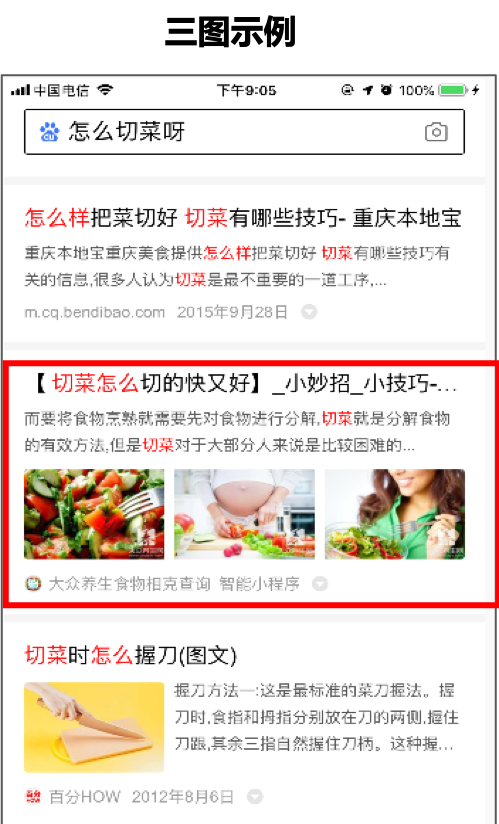 三图示例
中国电信 下午9:05 100%
du 怎么切菜呀
怎么样把菜切好 切菜有哪些技巧- 重庆本地宝
重庆本地宝重庆美食提供怎么样把菜切好 切菜有哪些技巧有
关的信息,很多人认为切菜是最不重要的一道工序,...
m.cq.bendibao.com 2015年9月28日
【切菜怎么切的快又好】_小妙招_小技巧-...
而要将食物烹熟就需要先对食物进行分解,切菜就是分解食物
的有效方法,但是切菜对于大部分人来说是比较困难的...
大众养生食物相克查询 智能小程序
切菜时怎么握刀(图文)
握刀方法一:这是最标准的菜刀握法。握
刀时,食指和拇指分别放在刀的两侧,握住
刀跟,其余三指自然握住刀柄。这种握...
百分HOW 2012年8月6日